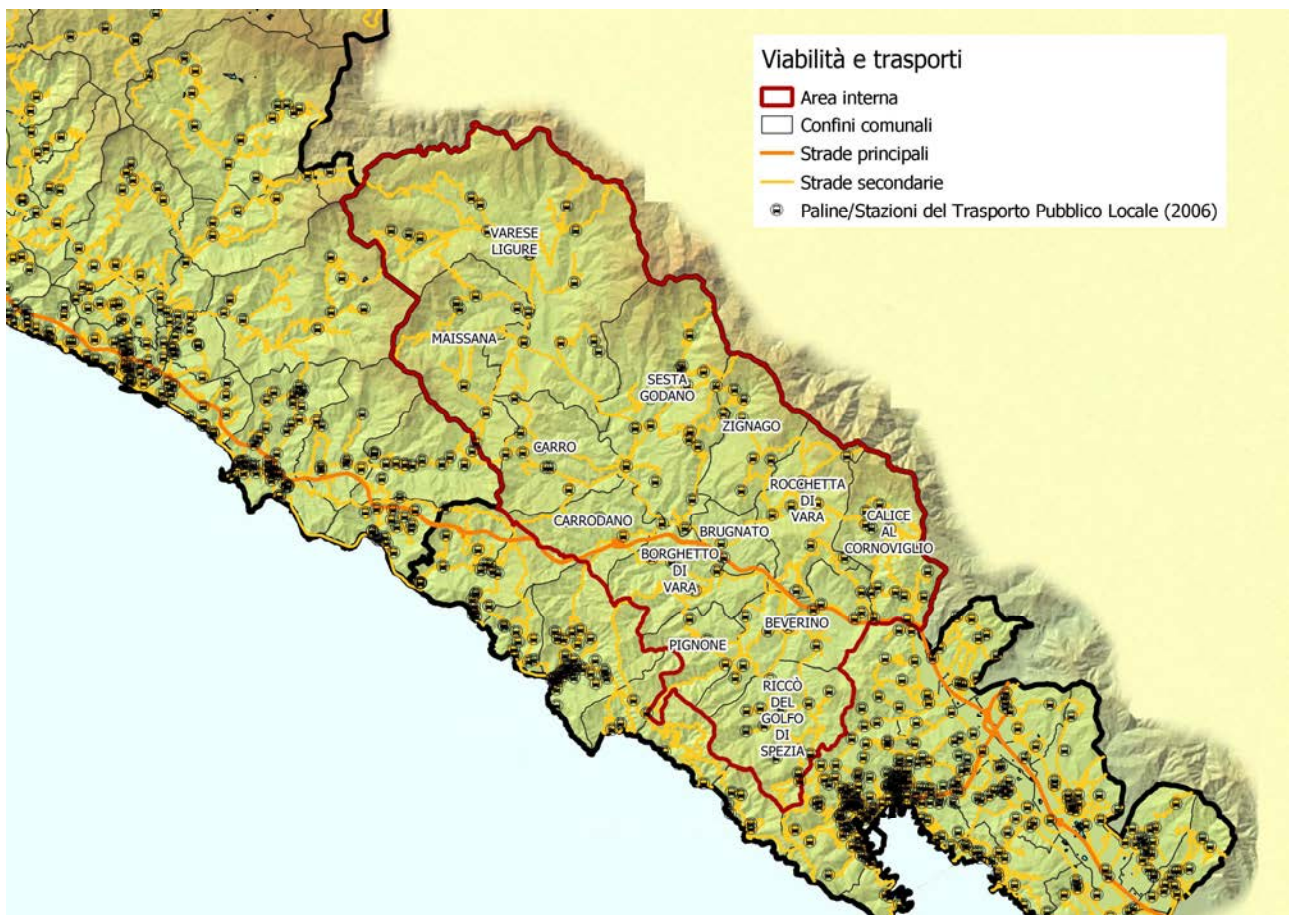 Viabilità e trasporti
Area interna
Confini comunali
Strade principali
Strade secondarie
Paline/Stazioni del Trasporto Pubblico Locale (2006)
VARESE
LIGURE
MAISSANA
SESTA
GODANO
ZIGNAGO
CARRO
ROCCHETTA
DI
VARA
CALICE
AL
CORNOVIGLIO
CARRODANO
BRUGNATO
BORGHETTO
DI
VARA
BEVERINO
PIGNONE
RICCÒ
DEL
GOLFO
DI
SPEZIA